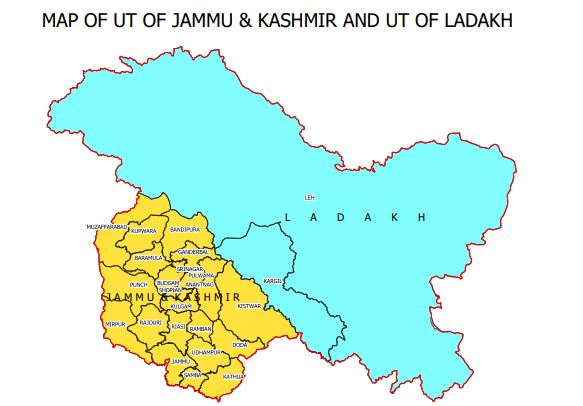 MAP OF UT OF JAMMU & KASHMIR AND UT OF LADAKH
LEH
L A D A K H
MUZAFFARABAD
KUPWARA
BANDIPURA
GANDERBAL
BARAMULA
SRINAGAR
PULWAMA
KARGIL
PUNCH
BUDGAM
ANANTNAG
SHOPIAN
JAMMU & KASHMIR
KULGAM
KISTWAR
MIRPUR
RAJOURI
RIASI
RAMBAN
DODA
UDHAMPUR
JAMMU
SAMBA
KATHUA